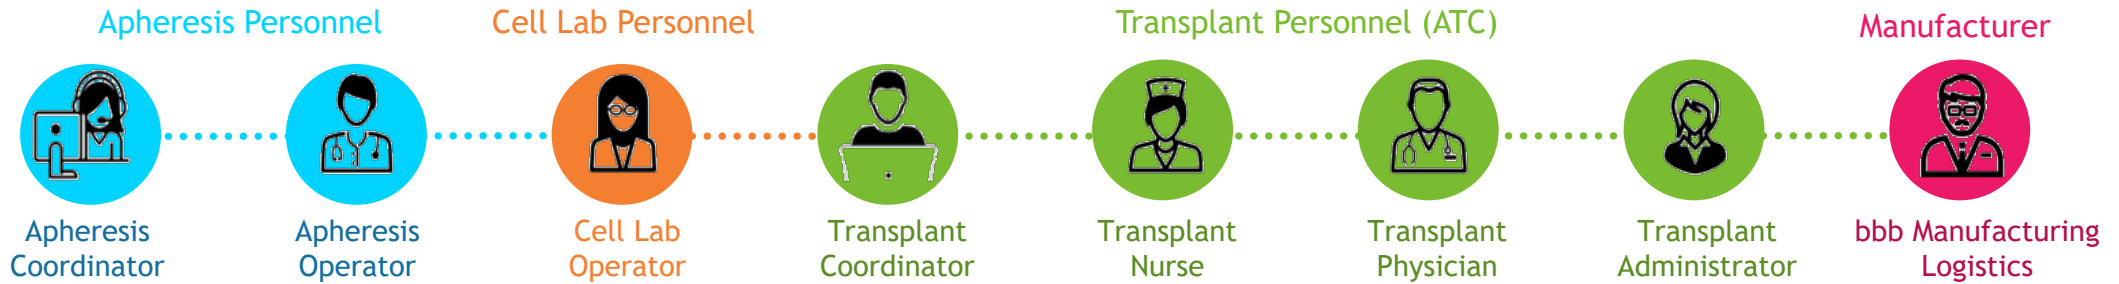 Apheresis Personnel
Cell Lab Personnel
Transplant Personnel (ATC)
Manufacturer
Apheresis
Coordinator
Apheresis
Operator
Cell Lab
Operator
Transplant
Coordinator
Transplant
Nurse
Transplant
Physician
Transplant
Administrator
bbb Manufacturing
Logistics